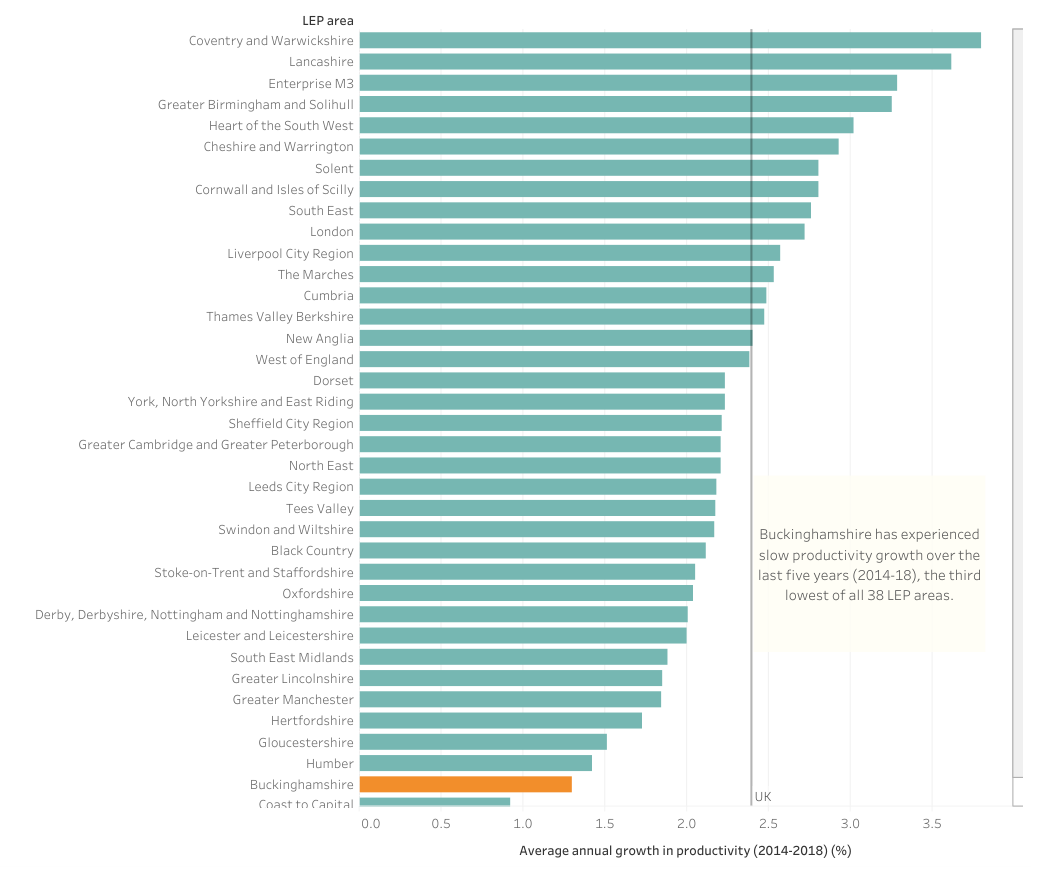 LEP area
Coventry and Warwickshire
Lancashire
Enterprise M3
Greater Birmingham and Solihull
Heart of the South West
Cheshire and Warrington
Solent
Cornwall and Isles of Scilly
South East
London
Liverpool City Region
The Marches
Cumbria
Thames Valley Berkshire
New Anglia
West of England
Dorset
York, North Yorkshire and East Riding
Sheffield City Region
Greater Cambridge and Greater Peterborough
North East
Leeds City Region
Tees Valley
Swindon and Wiltshire
Black Country
Stoke-on-Trent and Staffordshire
Oxfordshire
Derby, Derbyshire, Nottingham and Nottinghamshire
Leicester and Leicestershire
South East Midlands
Greater Lincolnshire
Greater Manchester
Hertfordshire
Gloucestershire
Humber
Buckinghamshire
Coast to Capital
Buckinghamshire has experienced
slow productivity growth over the
last five years (2014-18), the third
lowest of all 38 LEP areas.
UK
0.0 0.5 1.0 1.5 2.0 2.5 3.0 3.5
Average annual growth in productivity (2014-2018) (%)